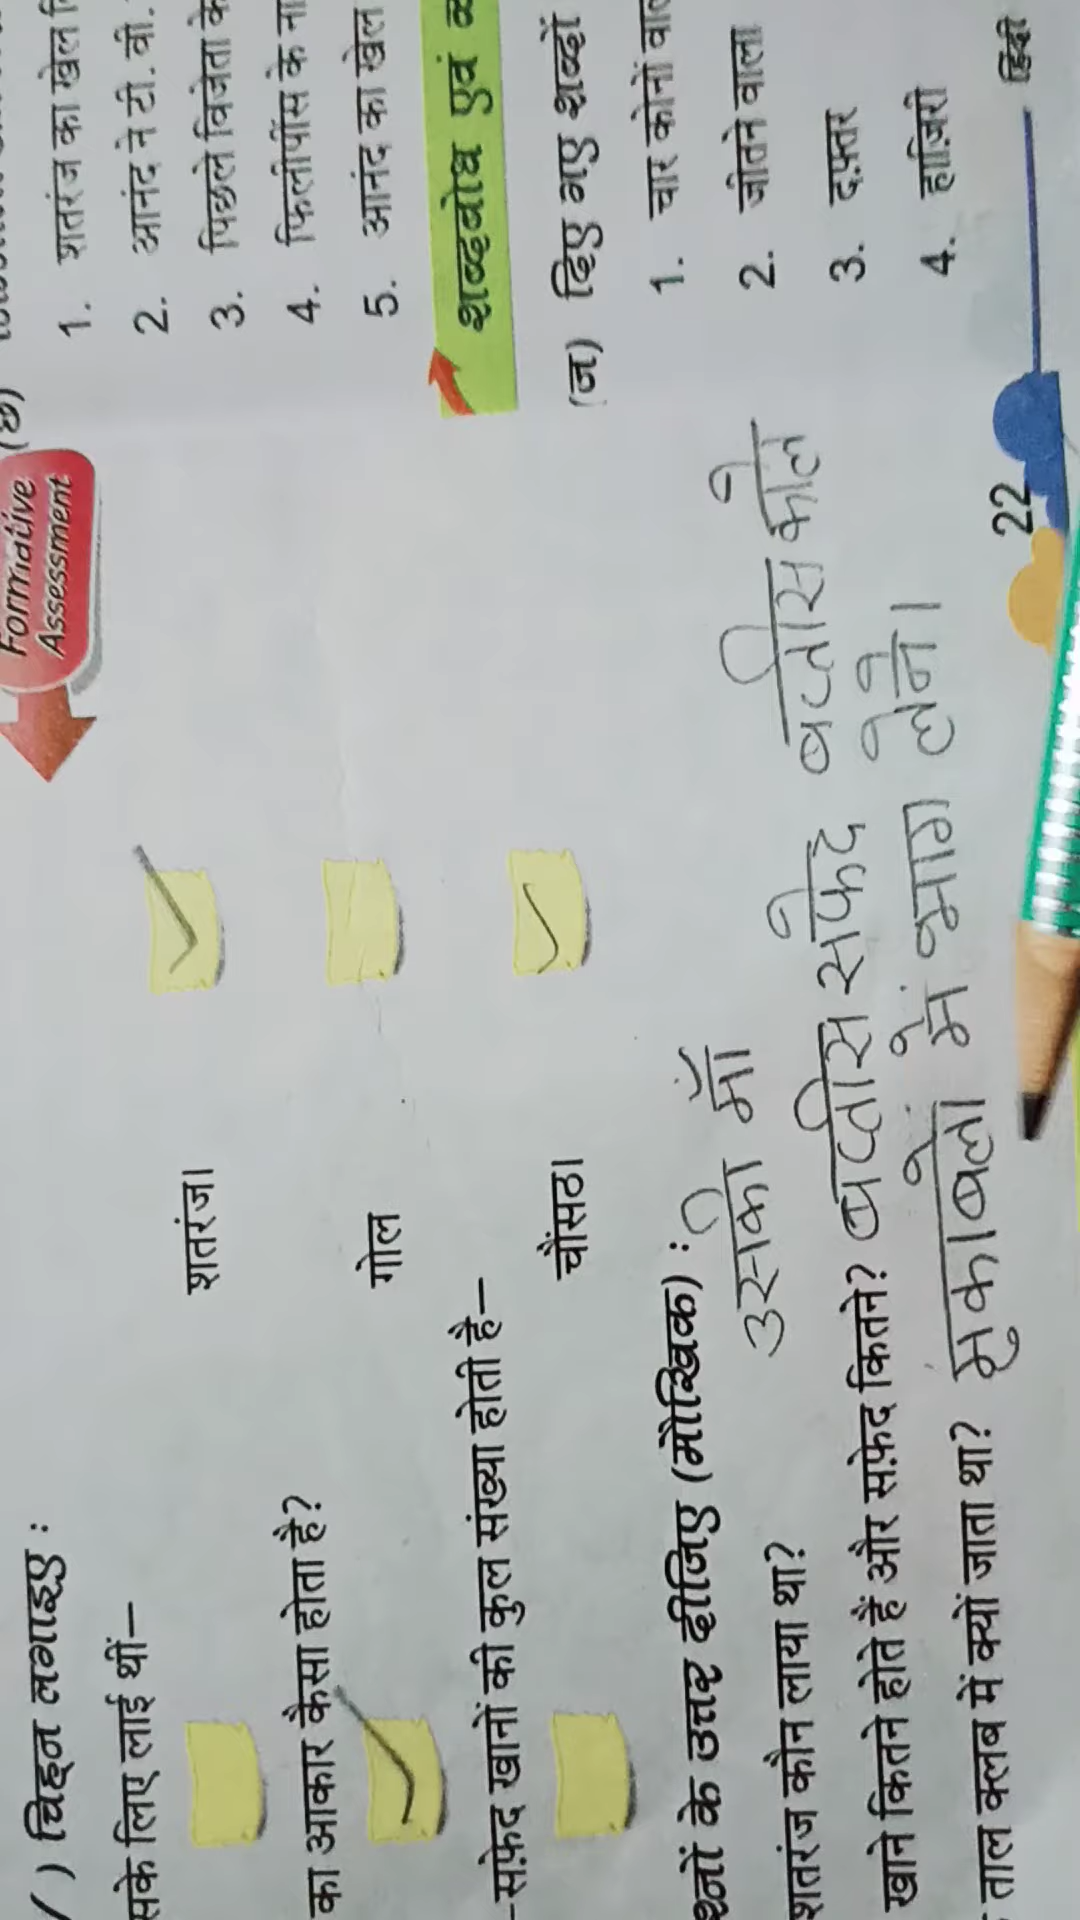 ( ) चिह्न लगाइए :
सके लिए लाई थीं–
शतरंज।
का आकार कैसा होता है?
गोल
-सफ़ेद खानों की कुल संख्या होती है–
चौंसठ।
श्नों के उत्तर दीजिए (मौखिक) :
शतरंज कौन लाया था? उसकी माँ
खाने कितने होते हैं और सफ़ेद कितने? बत्तीस सफेद बत्तीस काले
ताल क्लब में क्यों जाता था? मुकाबले में भाग लेने।
22
Formative
Assessment
(छ)
1. शतरंज का खेल
2. आनंद ने टी. वी.
3. पिछले विजेता के
4. फिलीपींस के ना
5. आनंद का खेल
शब्दबोध एवं
(ज) दिए गए शब्दों
1. चार कोनों वाल
2. जीतने वाला
3. दफ़्तर
4. हाज़िरी
हिन्दी